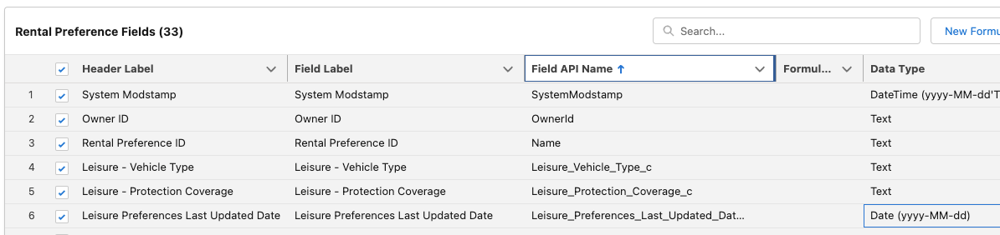 Rental Preference Fields (33) Search... New Formu
Header Label Field Label Field API Name ↑ Formul... Data Type
1 System Modstamp System Modstamp SystemModstamp DateTime (yyyy-MM-dd'T
2 Owner ID Owner ID OwnerId Text
3 Rental Preference ID Rental Preference ID Name Text
4 Leisure - Vehicle Type Leisure - Vehicle Type Leisure_Vehicle_Type_c Text
5 Leisure - Protection Coverage Leisure - Protection Coverage Leisure_Protection_Coverage_c Text
6 Leisure Preferences Last Updated Date Leisure Preferences Last Updated Date Leisure_Preferences_Last_Updated_Dat... Date (yyyy-MM-dd)